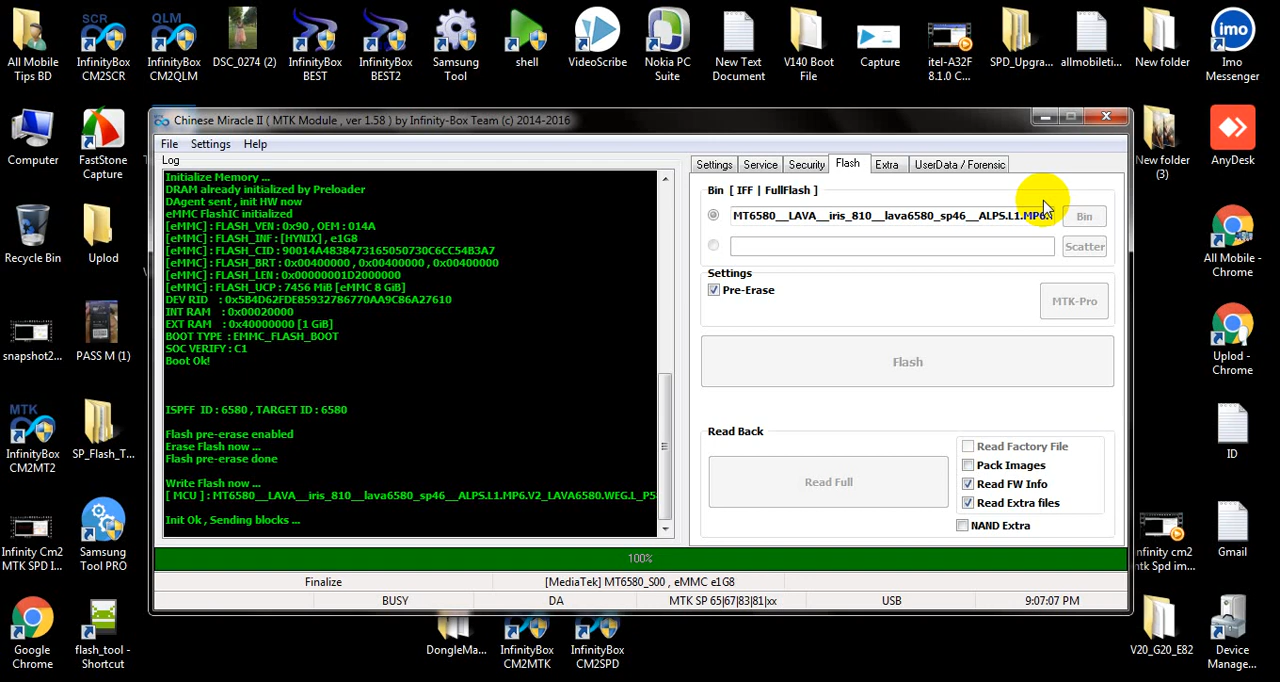 All Mobile Tips BD
InfinityBox CM2SCR
InfinityBox CM2QLM
DSC_0274 (2)
InfinityBox BEST
InfinityBox BEST2
Samsung Tool
shell
VideoScribe
Nokia PC Suite
New Text Document
V140 Boot File
Capture
itel-A32F 8.1.0 C...
SPD_Upgra...
allmobileti...
New folder
imo Messenger
Computer
FastStone Capture
New folder (3)
AnyDesk
Recycle Bin
Uplod
All Mobile - Chrome
snapshot2...
PASS M (1)
Uplod - Chrome
InfinityBox CM2MT2
SP_Flash_T...
ID
Infinity Cm2 MTK SPD I...
Samsung Tool PRO
infinity cm2 mtk Spd im...
Gmail
Google Chrome
flash_tool - Shortcut
DongleMa...
InfinityBox CM2MTK
InfinityBox CM2SPD
V20_G20_E82
Device Manage...
Chinese Miracle II ( MTK Module , ver 1.58 ) by Infinity-Box Team (c) 2014-2016
File Settings Help
Log
Initialize Memory ...
DRAM already initialized by Preloader
DAgent sent , init HW now
eMMC FlashIC initialized
[eMMC] : FLASH_VEN : 0x90 , OEM : 014A
[eMMC] : FLASH_INF : [HYNIX] , e1G8
[eMMC] : FLASH_CID : 90014A4838473165050730C6CC54B3A7
[eMMC] : FLASH_BRT : 0x00400000 , 0x00400000 , 0x00400000
[eMMC] : FLASH_LEN : 0x00000001D2000000
[eMMC] : FLASH_UCP : 7456 MiB [eMMC 8 GiB]
DEV RID : 0x5B4D62FDE85932786770AA9C86A27610
INT RAM : 0x00020000
EXT RAM : 0x40000000 [1 GiB]
BOOT TYPE : EMMC_FLASH_BOOT
SOC VERIFY : C1
Boot Ok!
ISPFF ID : 6580 , TARGET ID : 6580
Flash pre-erase enabled
Erase Flash now ...
Flash pre-erase done
Write Flash now ...
[ MCU ] : MT6580__LAVA__iris_810__lava6580_sp46__ALPS.L1.MP6.V2_LAVA6580.WEG.L_P5
Init Ok , Sending blocks ...
Settings Service Security Flash Extra UserData / Forensic
Bin [ IFF | FullFlash ]
MT6580__LAVA__iris_810__lava6580_sp46__ALPS.L1.MP6. Bin
Scatter
Settings
Pre-Erase
MTK-Pro
Flash
Read Back
Read Full
Read Factory File
Pack Images
Read FW Info
Read Extra files
NAND Extra
100%
Finalize [MediaTek] MT6580_S00 , eMMC e1G8
BUSY DA MTK SP 65|67|83|81|xx USB 9:07:07 PM